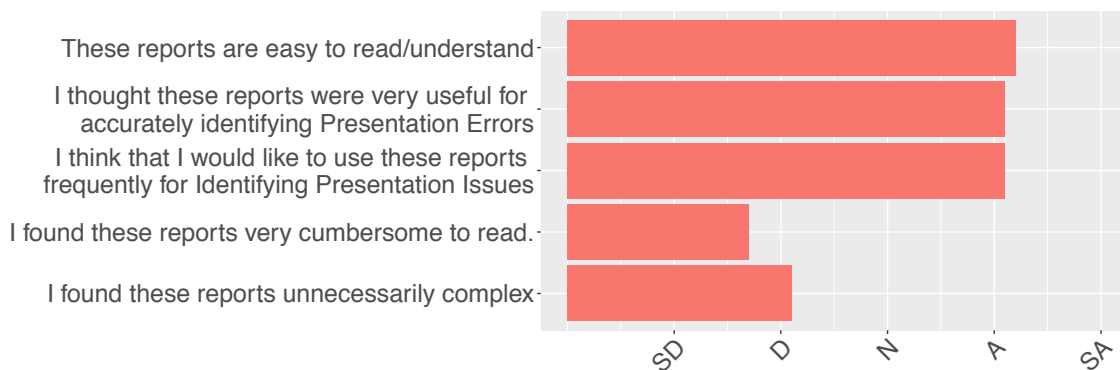 These reports are easy to read/understand
I thought these reports were very useful for
accurately identifying Presentation Errors
I think that I would like to use these reports
frequently for Identifying Presentation Issues
I found these reports very cumbersome to read.
I found these reports unnecessarily complex
SD
D
N
A
SA